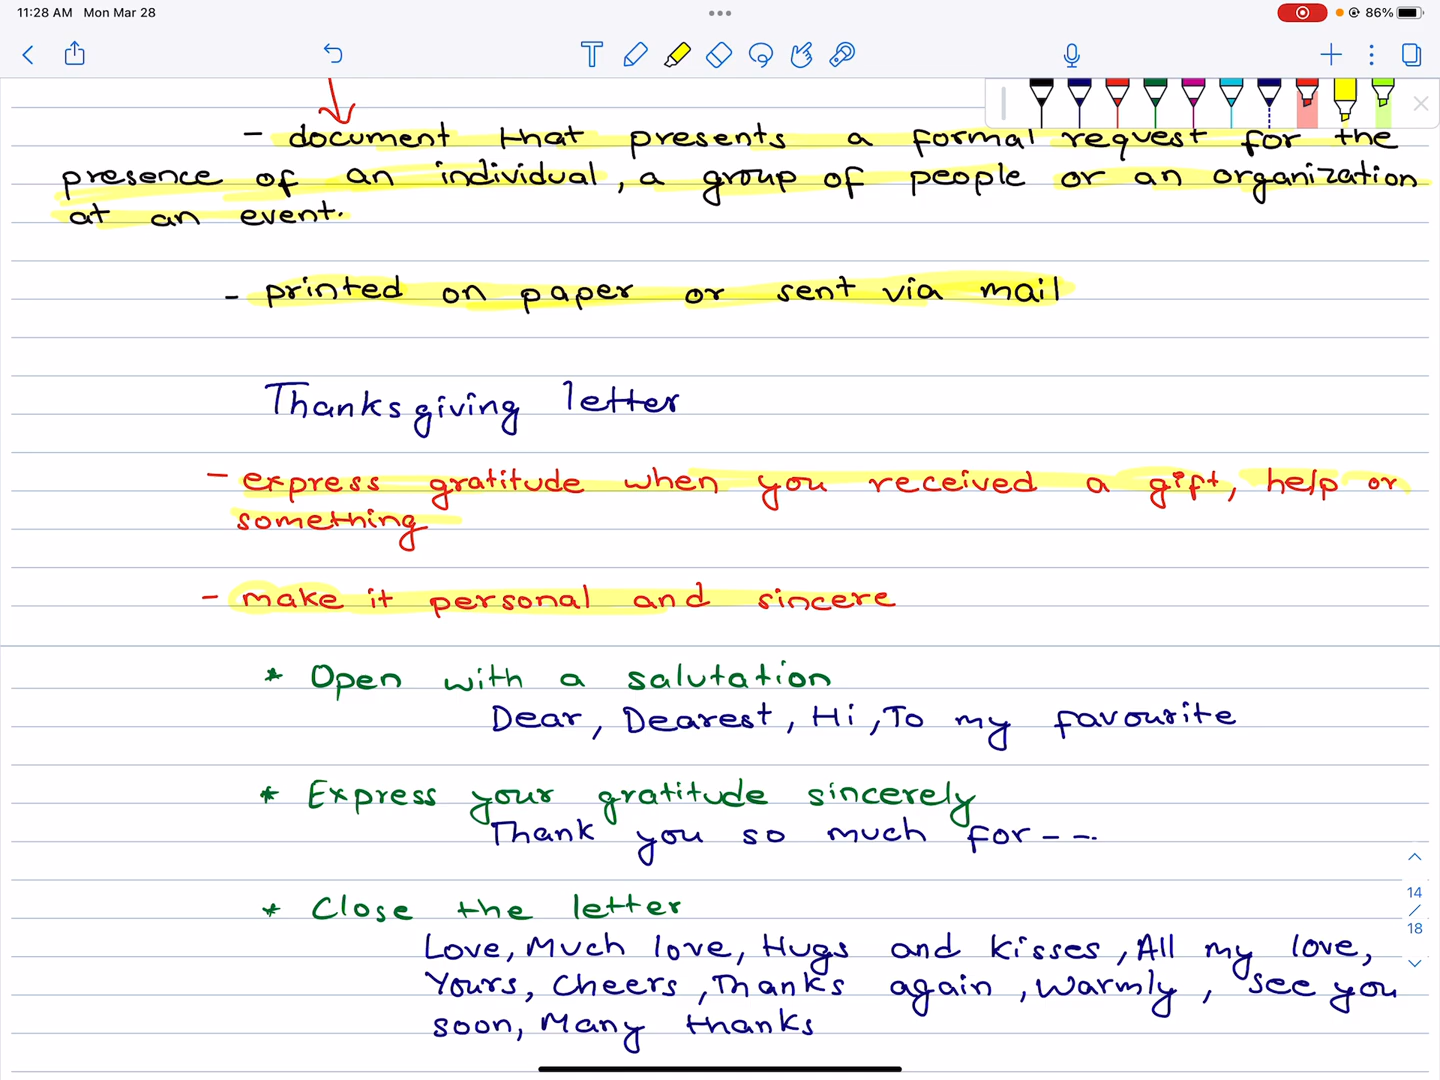 11:28 AM Mon Mar 28
86%
- document that presents a formal request for the
presence of an individual, a group of people or an organization
at an event.
- printed on paper or sent via mail
Thanksgiving letter
- express gratitude when you received a gift, help or
something
- make it personal and sincere
* Open with a salutation
Dear, Dearest, Hi, To my favourite
* Express your gratitude sincerely
Thank you so much for---
* Close the letter
Love, Much love, Hugs and kisses, All my love,
Yours, Cheers, Thanks again, Warmly, see you
soon, Many thanks
14
/
18